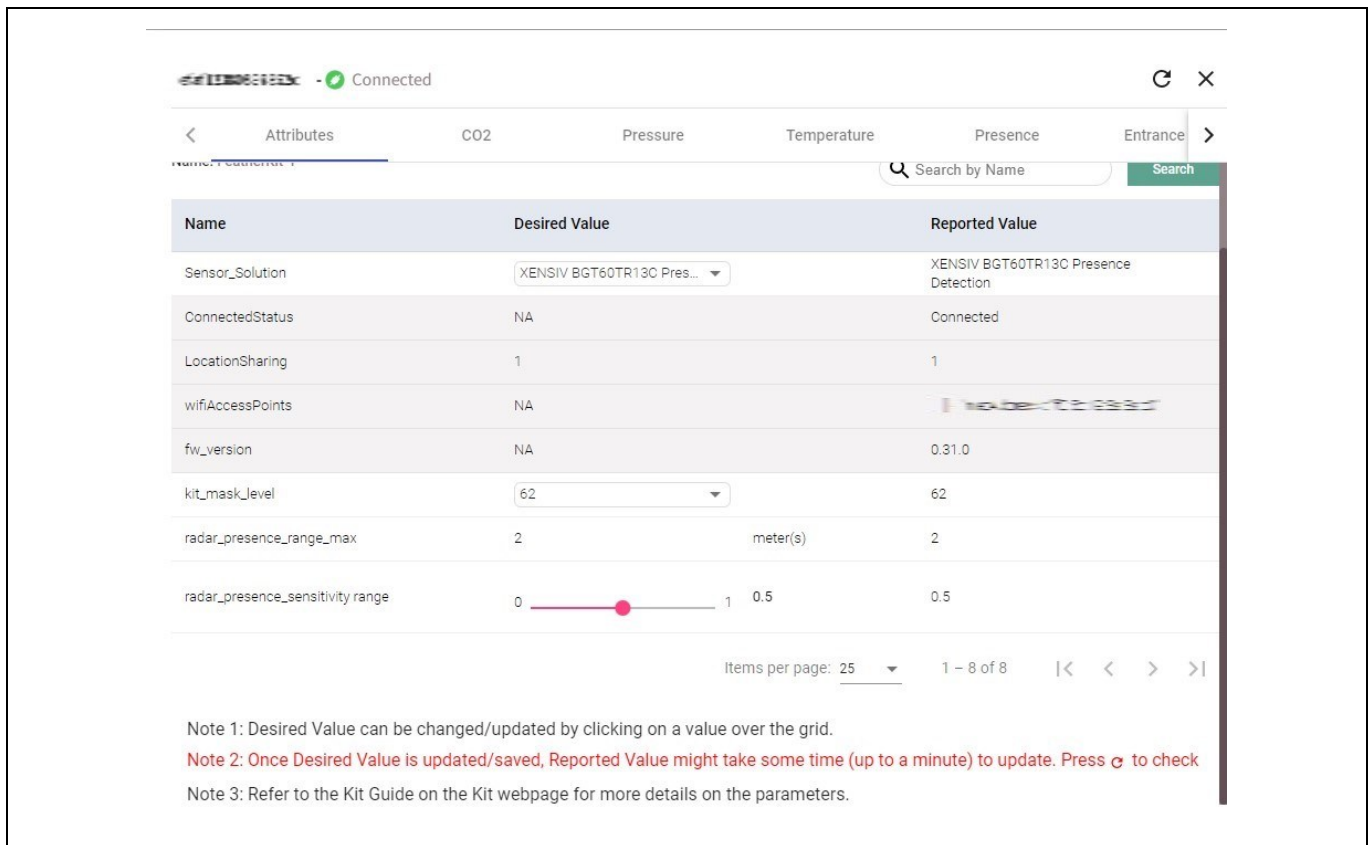 - Connected
Attributes CO2 Pressure Temperature Presence Entrance
Name: FeatherKit-1
Search by Name Search
Name Desired Value Reported Value
Sensor_Solution XENSIV BGT60TR13C Pres... XENSIV BGT60TR13C Presence
Detection
ConnectedStatus NA Connected
LocationSharing 1 1
wifiAccessPoints NA
fw_version NA 0.31.0
kit_mask_level 62 62
radar_presence_range_max 2 meter(s) 2
radar_presence_sensitivity range 0 1 0.5 0.5
Items per page: 25 1 – 8 of 8
Note 1: Desired Value can be changed/updated by clicking on a value over the grid.
Note 2: Once Desired Value is updated/saved, Reported Value might take some time (up to a minute) to update. Press to check
Note 3: Refer to the Kit Guide on the Kit webpage for more details on the parameters.